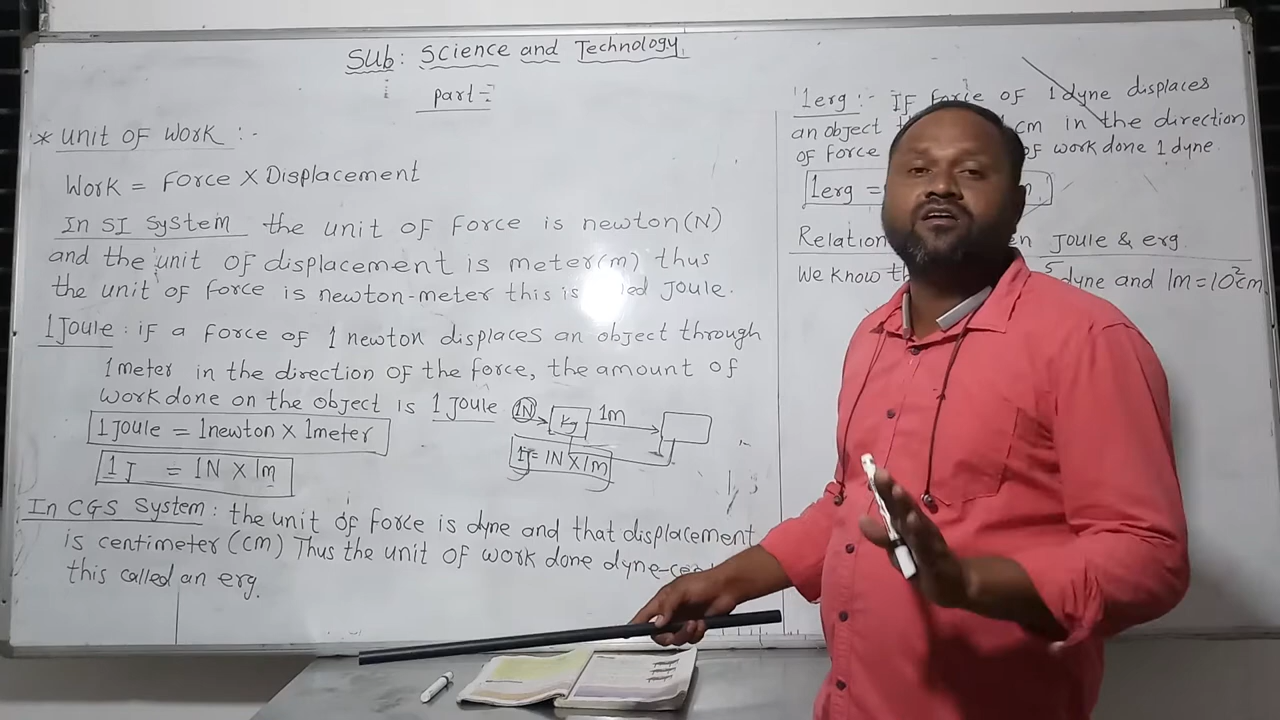 Sub: Science and Technology
part-
* Unit of Work :-
Work = Force × Displacement
In SI System the unit of force is newton(N)
and the unit of displacement is meter(m) thus
the unit of force is newton-meter this is Joule.
1 Joule : if a force of 1 newton displaces an object through
1 meter in the direction of the force, the amount of
work done on the object is 1 Joule
1 Joule = 1 newton × 1 meter
1 J = 1N × 1m
1N
kg
1m
1J = 1N × 1m
In CGS System : the unit of force is dyne and that displacement
is centimeter (cm) Thus the unit of work done dyne-
this called an erg.
1erg :- If force of 1 dyne displaces
an object cm in the direction
of force of work done 1 dyne.
1erg =
Joule & erg.
We know dyne and 1m = 10²cm